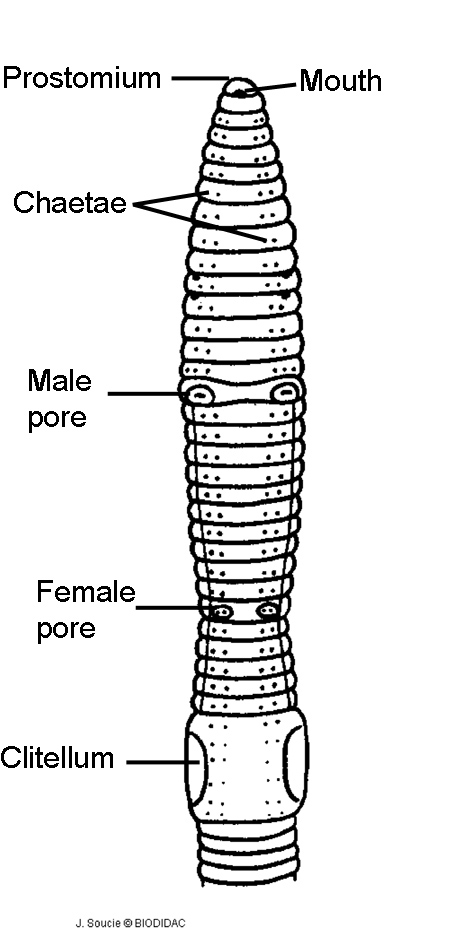 Prostomium
Mouth
Chaetae
Male
pore
Female
pore
Clitellum
J. Soucie © BIODIDAC